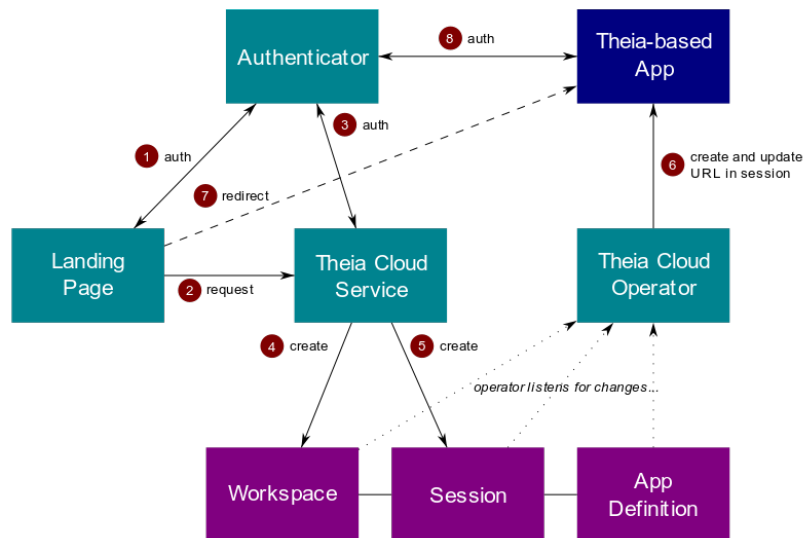 8 auth
Authenticator
Theia-based
App
3 auth
1 auth
7 redirect
6 create and update
URL in session
Landing
Page
2 request
Theia Cloud
Service
Theia Cloud
Operator
4 create
5 create
operator listens for changes...
Workspace
Session
App
Definition